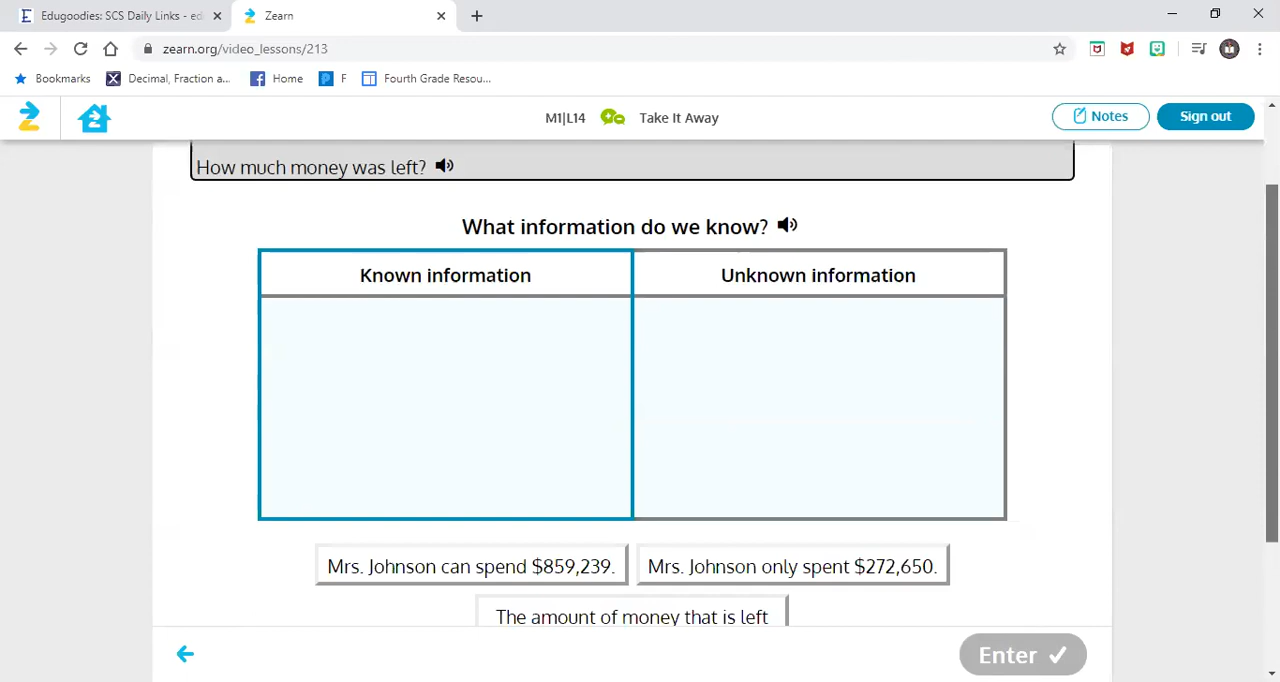 Edugoodies: SCS Daily Links - ed
Zearn
zearn.org/video_lessons/213
Bookmarks
Decimal, Fraction a...
Home
F
Fourth Grade Resou...
M1|L14
Take It Away
Notes
Sign out
How much money was left?
What information do we know?
Known information
Unknown information
Mrs. Johnson can spend $859,239.
Mrs. Johnson only spent $272,650.
The amount of money that is left
Enter